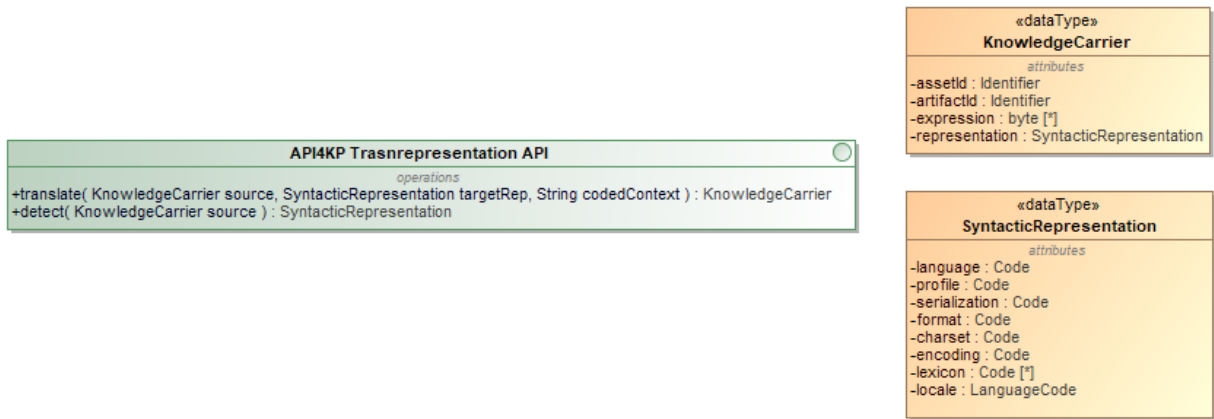 API4KP Trasnrepresentation API
operations
+translate( KnowledgeCarrier source, SyntacticRepresentation targetRep, String codedContext ) : KnowledgeCarrier
+detect( KnowledgeCarrier source ) : SyntacticRepresentation
«dataType»
KnowledgeCarrier
attributes
-assetId : Identifier
-artifactId : Identifier
-expression : byte [*]
-representation : SyntacticRepresentation
«dataType»
SyntacticRepresentation
attributes
-language : Code
-profile : Code
-serialization : Code
-format : Code
-charset : Code
-encoding : Code
-lexicon : Code [*]
-locale : LanguageCode